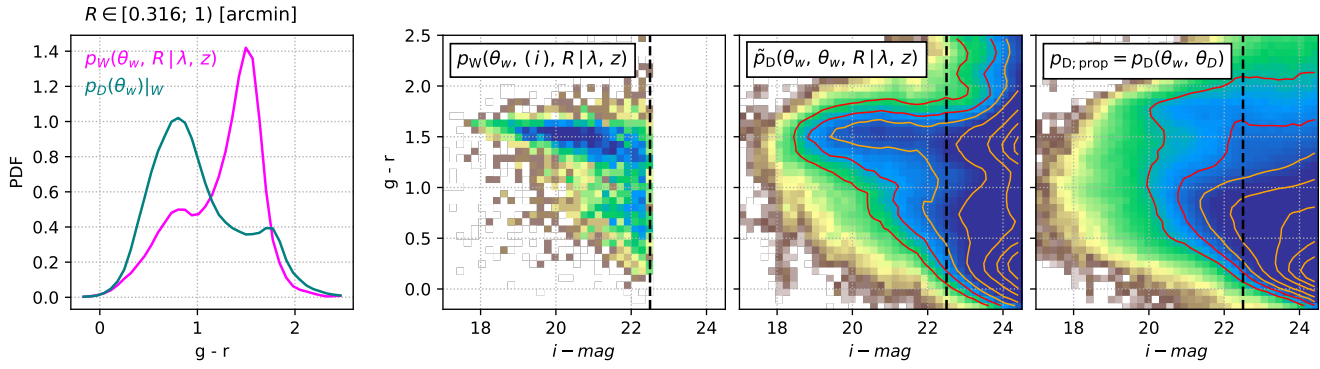 R ∈ [0.316; 1) [arcmin]
p_W(θ_w, R | λ, z)
p_D(θ_w)|_W
PDF
1.4
1.2
1.0
0.8
0.6
0.4
0.2
0.0
0
1
2
g - r
p_W(θ_w, (i), R | λ, z)
g - r
2.5
2.0
1.5
1.0
0.5
0.0
18
20
22
24
i − mag
p̃_D(θ_w, θ_w, R | λ, z)
18
20
22
24
i − mag
p_D; prop = p_D(θ_w, θ_D)
18
20
22
24
i − mag